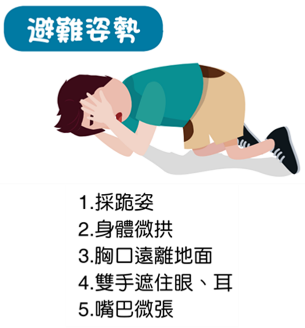 避難姿勢
1.採跪姿
2.身體微拱
3.胸口遠離地面
4.雙手遮住眼、耳
5.嘴巴微張